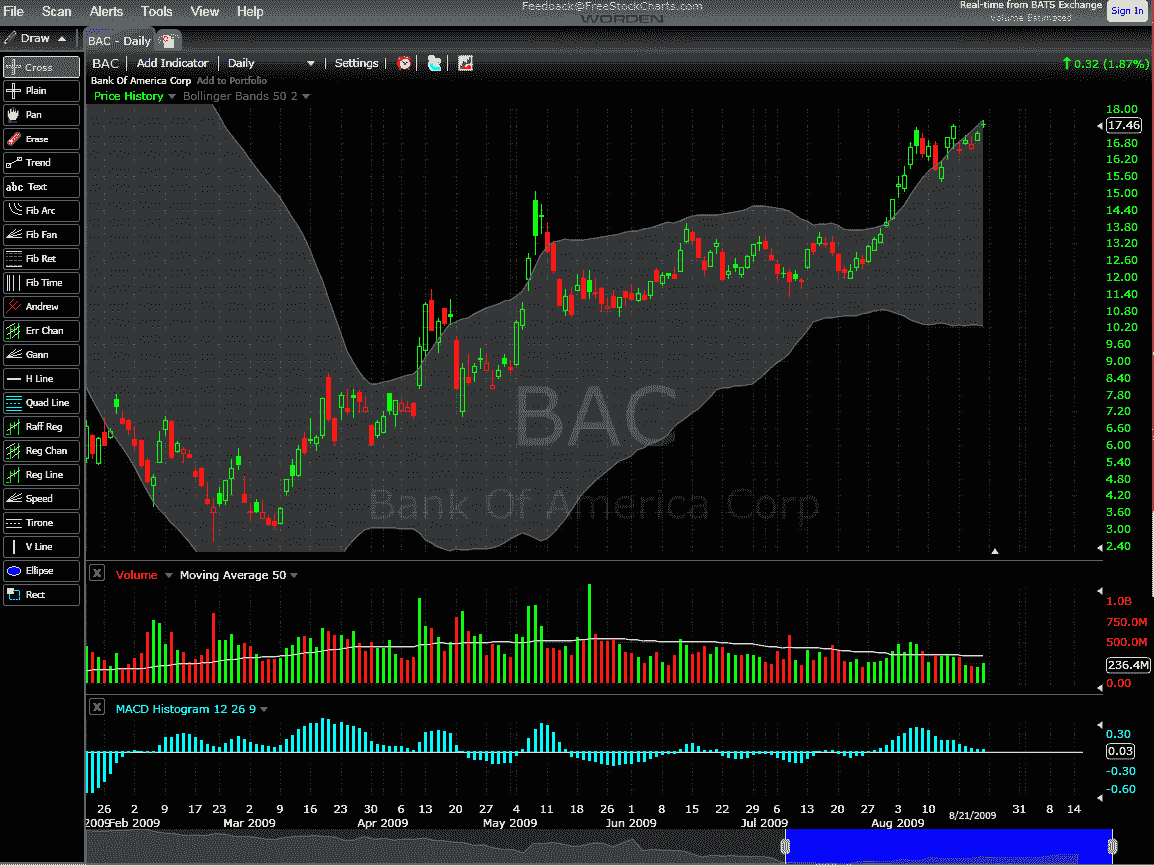 File Scan Alerts Tools View Help
Feedback@FreeStockCharts.com
WORDEN
Real-time from BATS Exchange
Volume Estimated
Sign In
Draw
BAC - Daily
BAC Add Indicator Daily Settings
0.32 (1.87%)
Bank Of America Corp Add to Portfolio
Price History Bollinger Bands 50 2
Cross
Plain
Pan
Erase
Trend
abc Text
Fib Arc
Fib Fan
Fib Ret
Fib Time
Andrew
Err Chan
Gann
H Line
Quad Line
Raff Reg
Reg Chan
Reg Line
Speed
Tirone
V Line
Ellipse
Rect
BAC
Bank Of America Corp
18.00
17.46
16.80
16.20
15.60
15.00
14.40
13.80
13.20
12.60
12.00
11.40
10.80
10.20
9.60
9.00
8.40
7.80
7.20
6.60
6.00
5.40
4.80
4.20
3.60
3.00
2.40
X Volume Moving Average 50
1.0B
750.0M
500.0M
236.4M
0.00
X MACD Histogram 12 26 9
0.30
0.03
-0.30
-0.60
26 2 9 17 23 2 9 16 23 30 6 13 20 27 4 11 18 26 1 8 15 22 29 6 13 20 27 3 10 31 8 14
2009 Feb 2009 Mar 2009 Apr 2009 May 2009 Jun 2009 Jul 2009 Aug 2009 8/21/2009